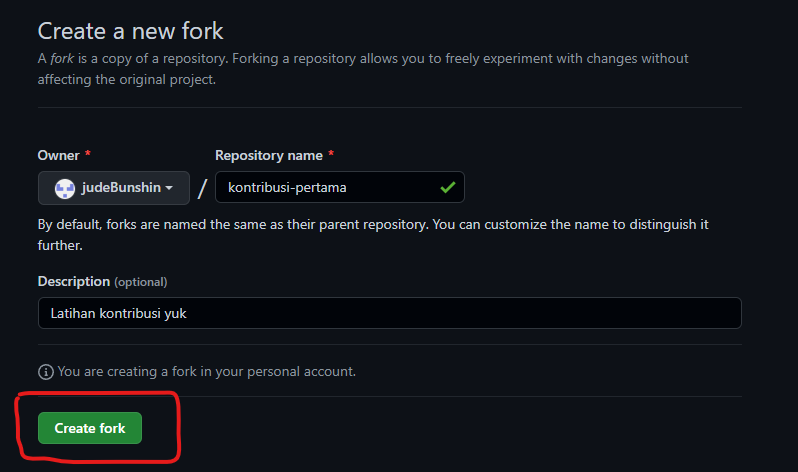 Create a new fork
A fork is a copy of a repository. Forking a repository allows you to freely experiment with changes without
affecting the original project.
Owner * Repository name *
judeBunshin / kontribusi-pertama
By default, forks are named the same as their parent repository. You can customize the name to distinguish it
further.
Description (optional)
Latihan kontribusi yuk
You are creating a fork in your personal account.
Create fork